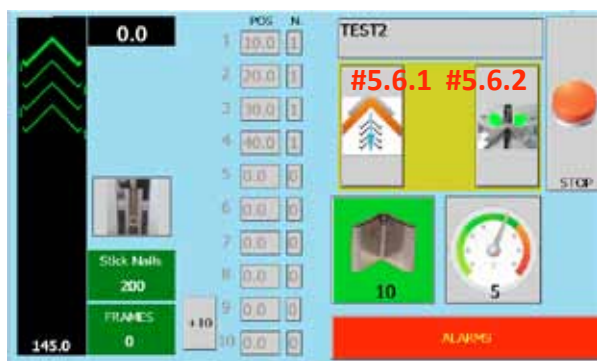 0.0
145.0
Stick Nails
200
FRAMES
0
+10
POS N.
1 10.0 1
2 20.0 1
3 30.0 1
4 40.0 1
5 0.0 0
6 0.0 0
7 0.0 0
8 0.0 0
9 0.0 0
10 0.0 0
TEST2
#5.6.1 #5.6.2
STOP
10
5
ALARMS